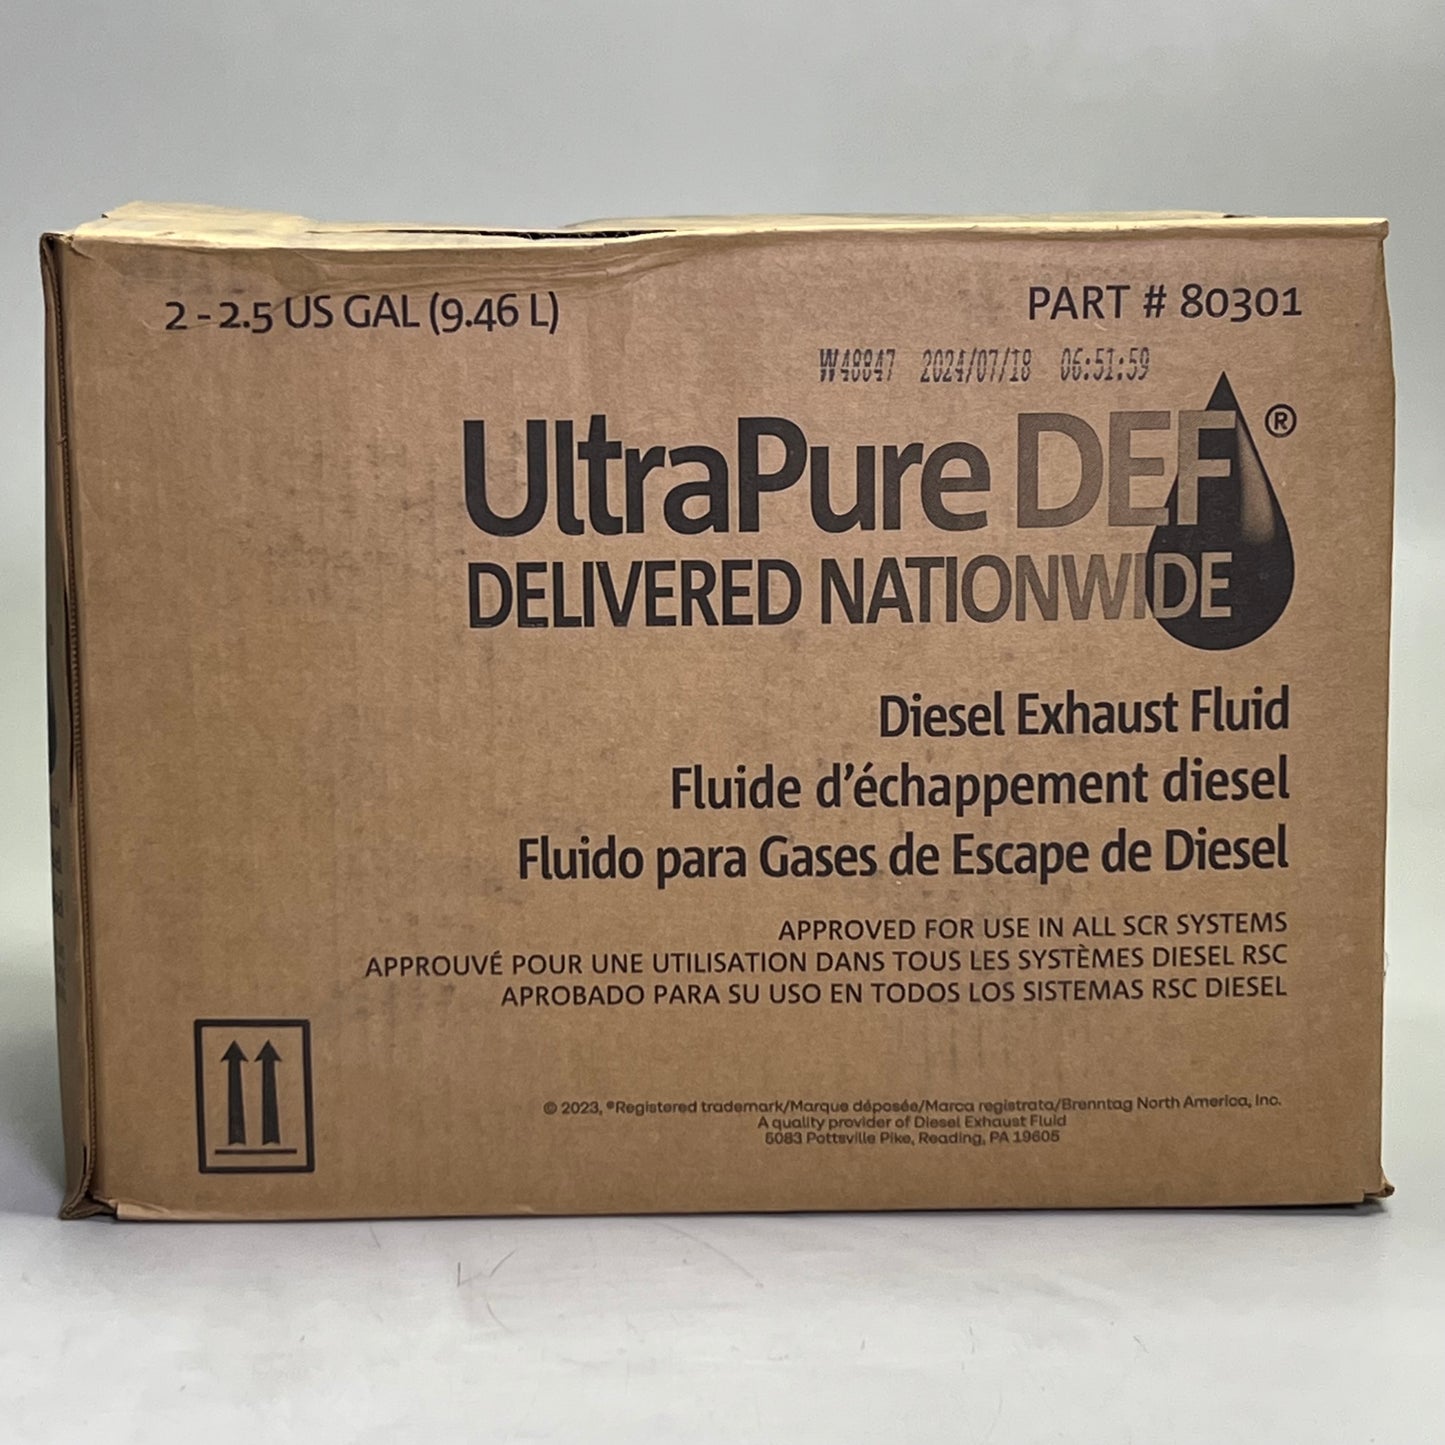 2 - 2.5 US GAL (9.46 L)
PART # 80301
W48847 2024/07/18 06:51:59
UltraPure DEF®
DELIVERED NATIONWIDE
Diesel Exhaust Fluid
Fluide d'échappement diesel
Fluido para Gases de Escape de Diesel
APPROVED FOR USE IN ALL SCR SYSTEMS
APPROUVÉ POUR UNE UTILISATION DANS TOUS LES SYSTÈMES DIESEL RSC
APROBADO PARA SU USO EN TODOS LOS SISTEMAS RSC DIESEL
© 2023, ®Registered trademark/Marque déposée/Marca registrata/Brenntag North America, Inc.
A quality provider of Diesel Exhaust Fluid
5083 Pottsville Pike, Reading, PA 19605